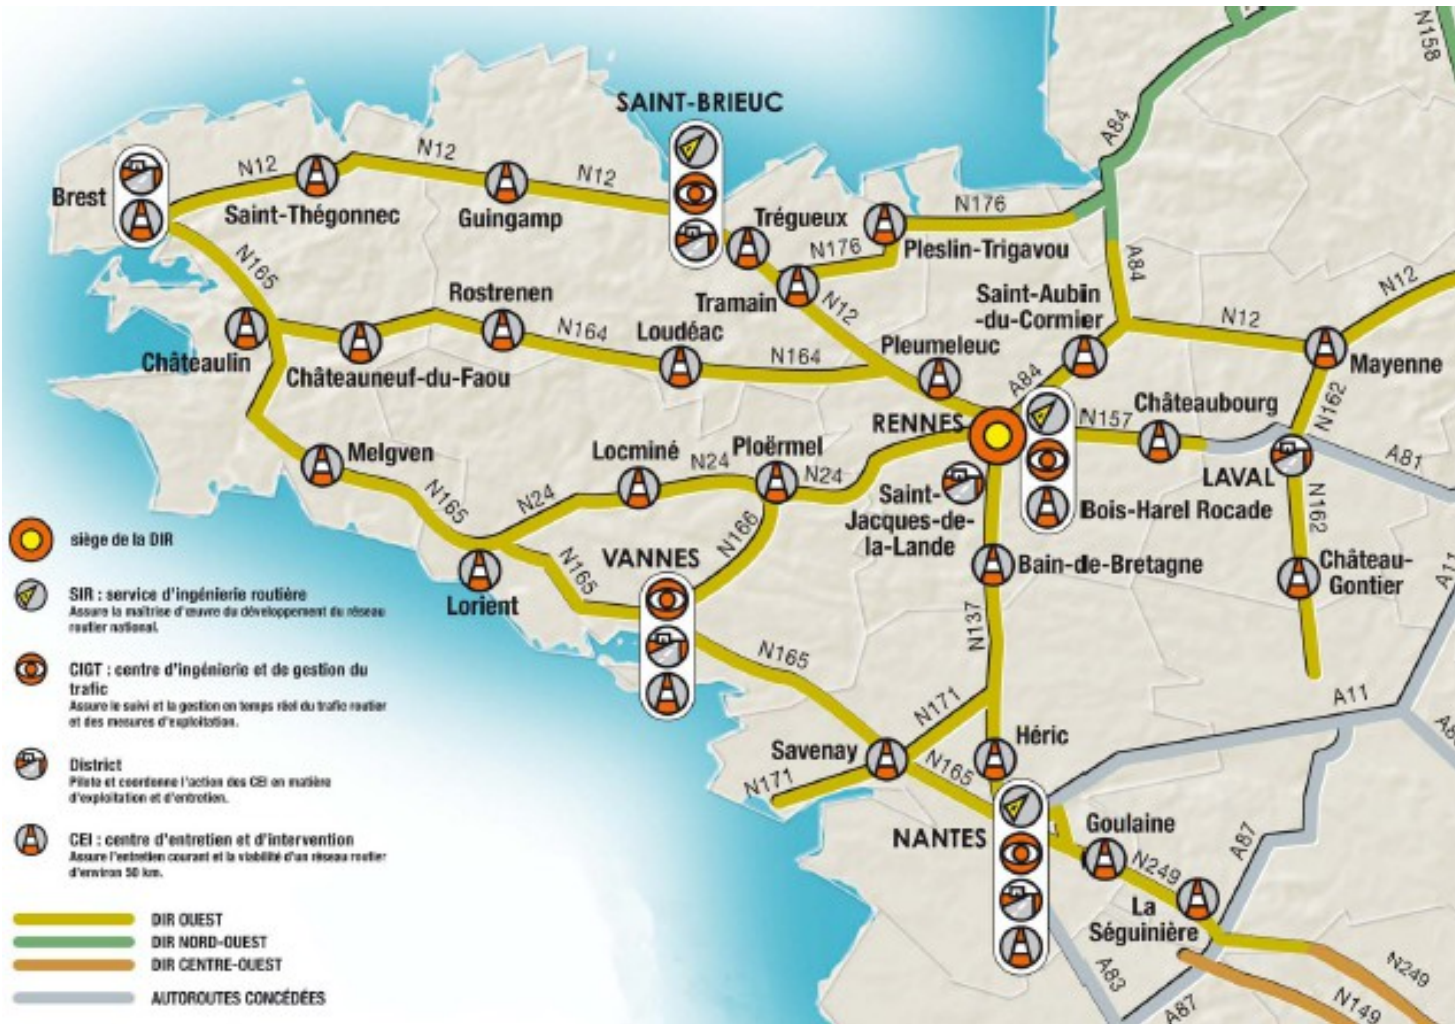 N158
A84
SAINT-BRIEUC
N12
N12
N12
Brest
Saint-Thégonnec
Guingamp
Trégueux
N176
N176
Pleslin-Trigavou
A84
N165
Rostrenen
Tramain
N12
Saint-Aubin
-du-Cormier
N12
N12
Châteaulin
Châteauneuf-du-Faou
N164
Loudéac
N164
Pleumeleuc
Mayenne
A84
N162
RENNES
N157
Châteaubourg
A81
Melgven
Locminé
Ploërmel
N24
N24
N24
N165
LAVAL
Saint-
Jacques-de-
la-Lande
Bois-Harel Rocade
N162
N166
VANNES
N165
Lorient
Bain-de-Bretagne
Château-
Gontier
A11
N137
N165
A11
N171
Héric
Savenay
N171
N165
NANTES
Goulaine
N249
A87
La
Séguinière
A83
A87
N249
N149
siège de la DIR
SIR : service d'ingénierie routière
Assure la maîtrise d'œuvre du développement du réseau
routier national.
CIGT : centre d'ingénierie et de gestion du
trafic
Assure le suivi et la gestion en temps réel du trafic routier
et des mesures d'exploitation.
District
Pilote et coordonne l'action des CEI en matière
d'exploitation et d'entretien.
CEI : centre d'entretien et d'intervention
Assure l'entretien courant et la viabilité d'un réseau routier
d'environ 50 km.
DIR OUEST
DIR NORD-OUEST
DIR CENTRE-OUEST
AUTOROUTES CONCÉDÉES